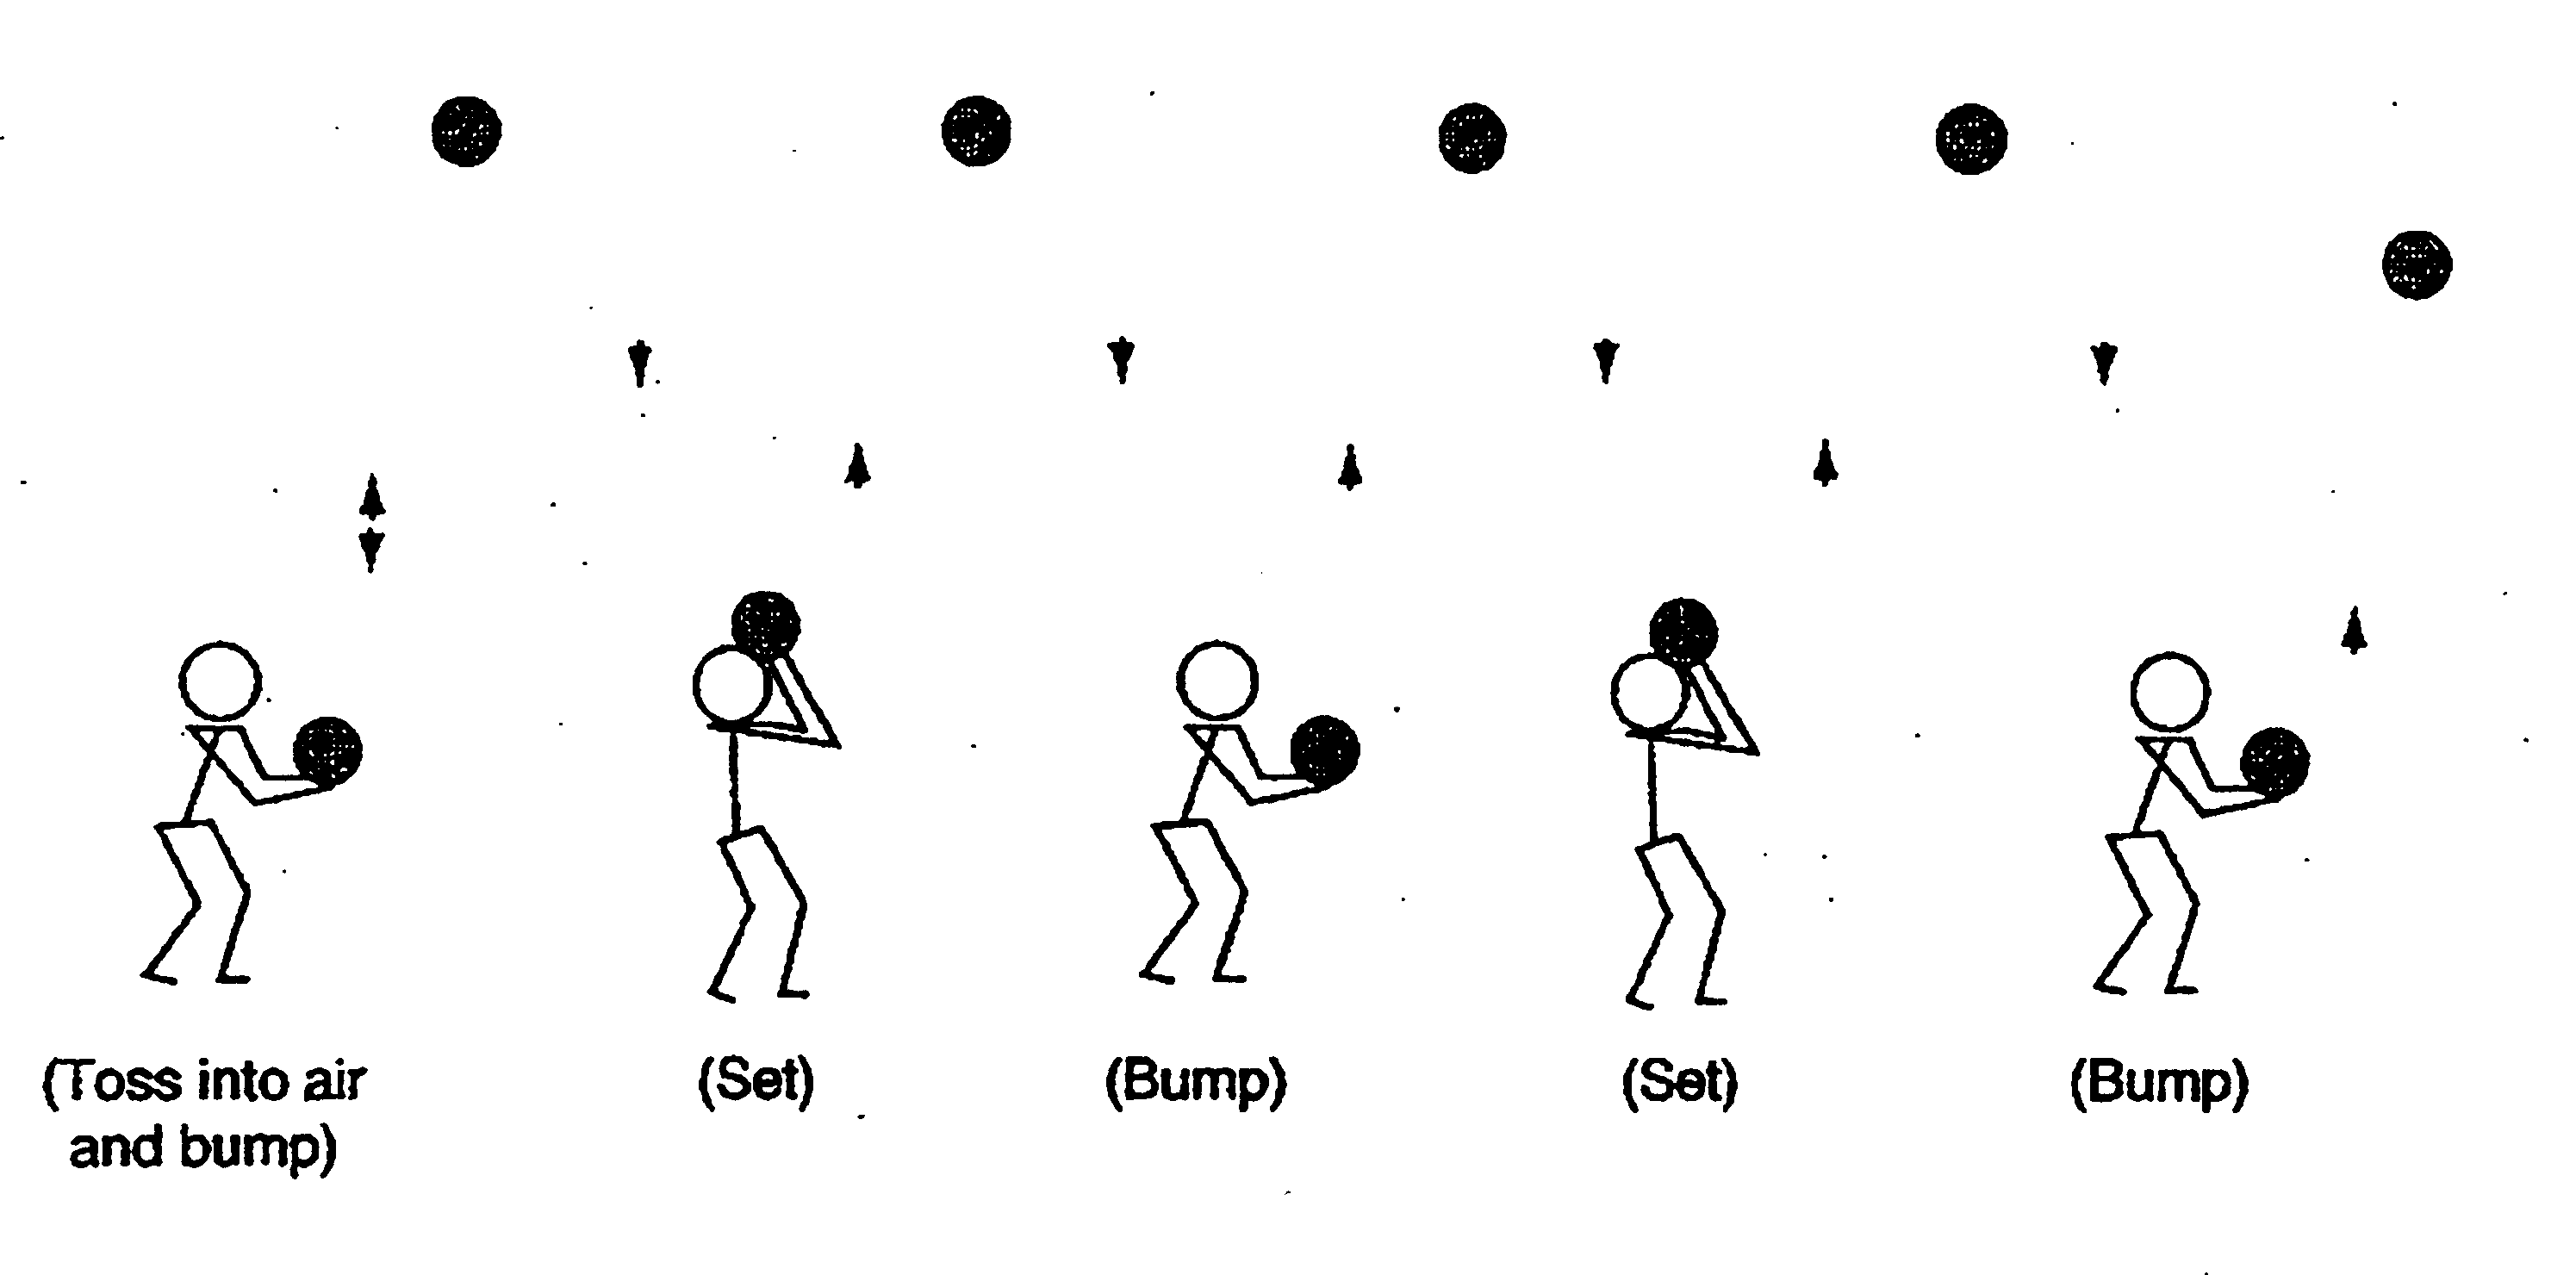 (Toss into air
and bump)
(Set)
(Bump)
(Set)
(Bump)